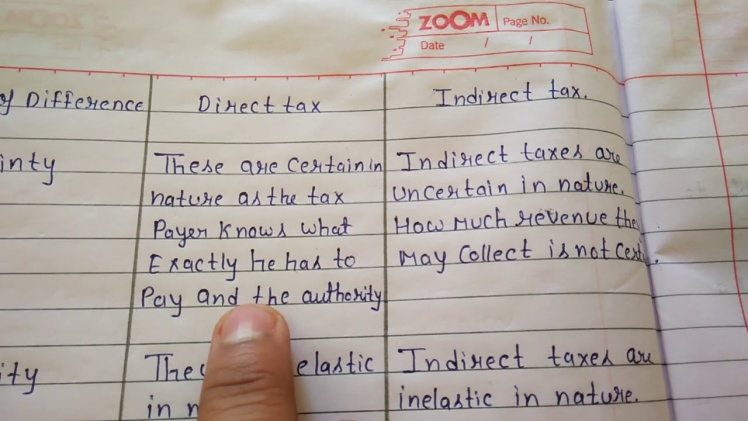 ZOOM Page No.
Date / /
of Difference Direct tax Indirect tax.
These are certain in Indirect taxes are
nature as the tax uncertain in nature.
Payer Knows what How Much revenue the
Exactly he has to May Collect is not
Pay and the authority
elastic Indirect taxes are
in inelastic in nature.